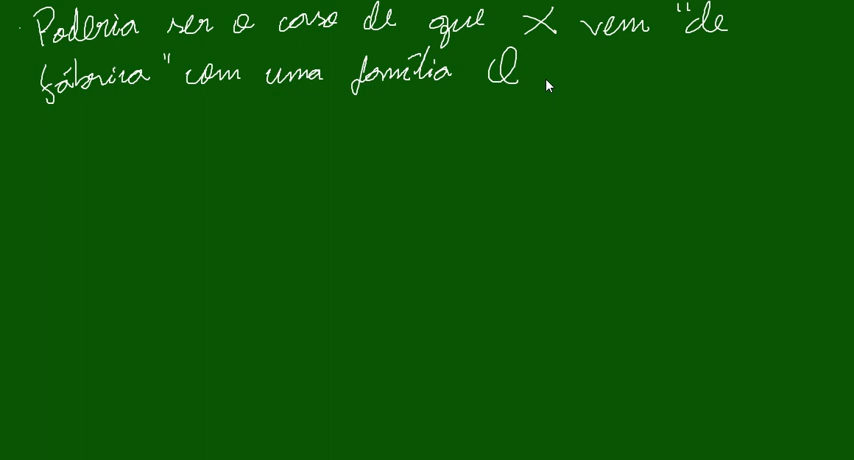 Poderia ser o caso de que X vem "de
fábrica" com uma família Q